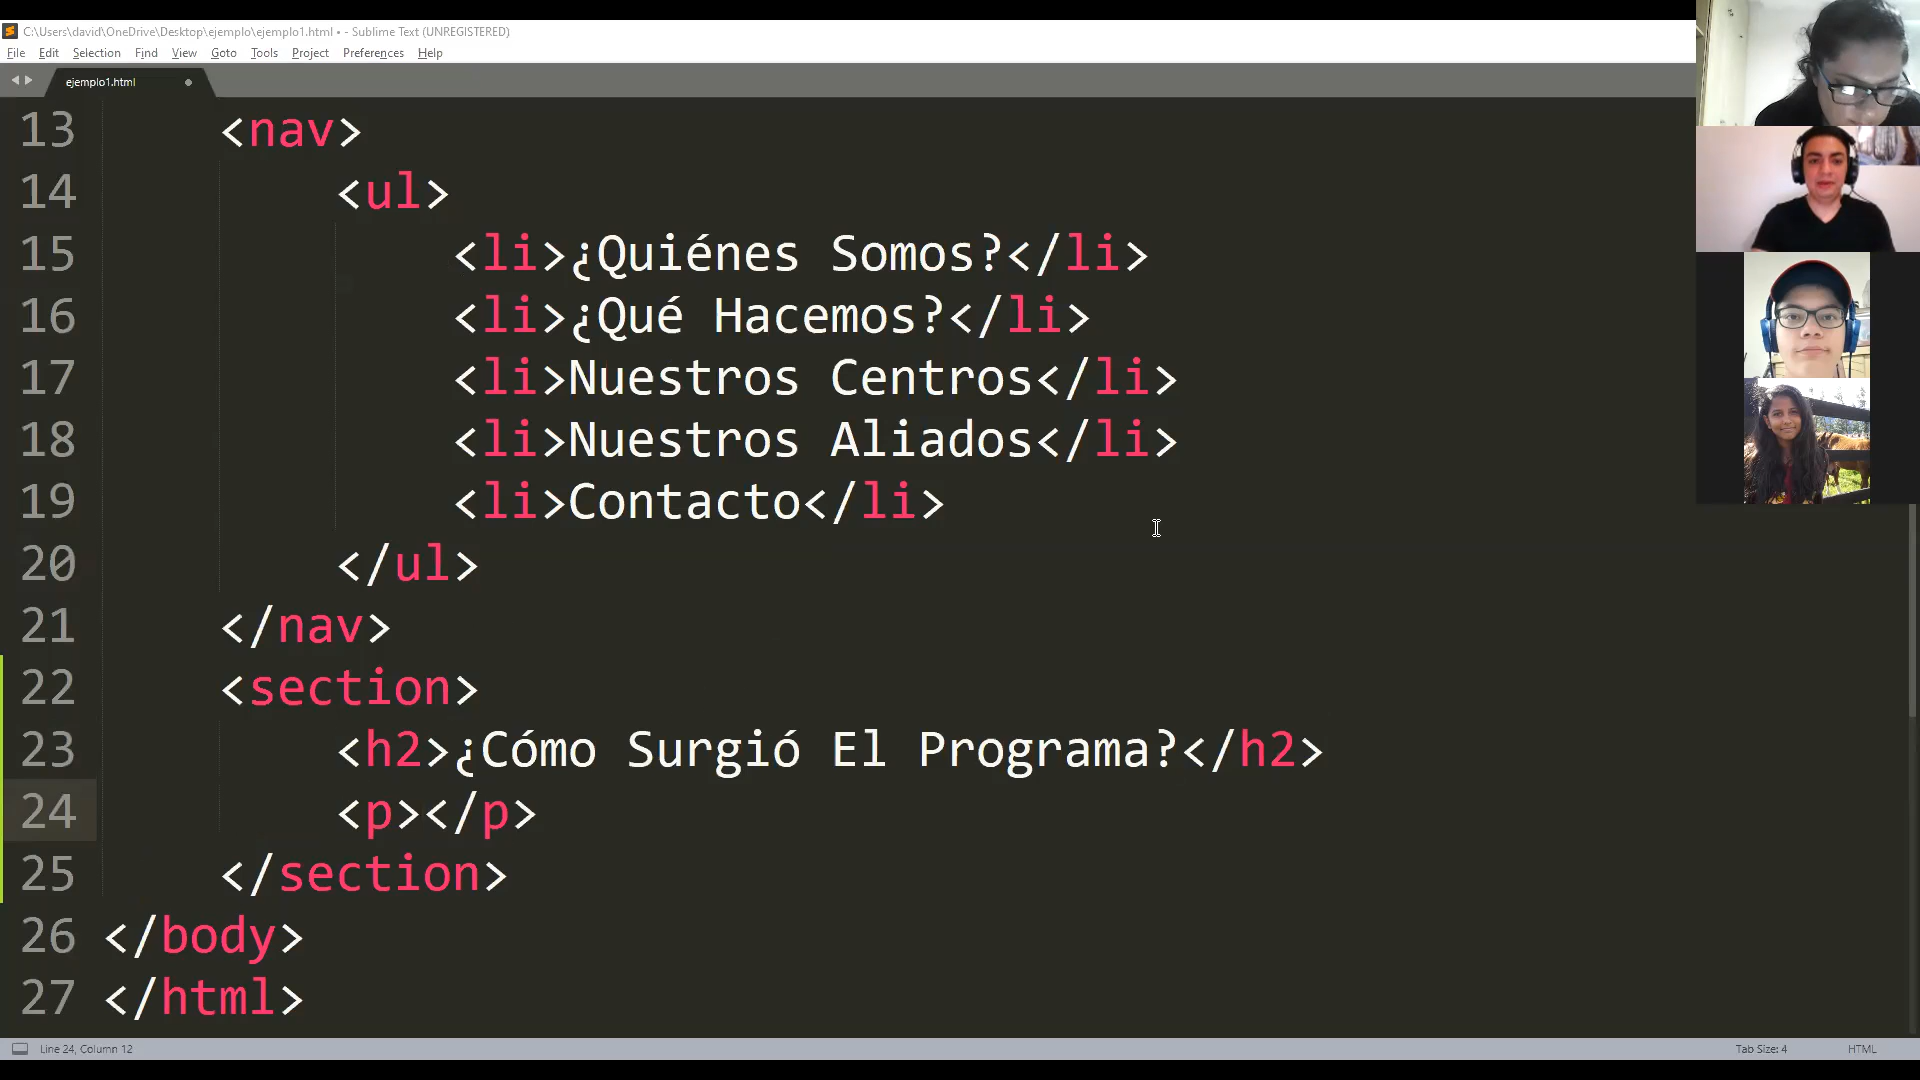 C:\Users\david\OneDrive\Desktop\ejemplo\ejemplo1.html • - Sublime Text (UNREGISTERED)
File Edit Selection Find View Goto Tools Project Preferences Help
ejemplo1.html
13 <nav>
14 <ul>
15 <li>¿Quiénes Somos?</li>
16 <li>¿Qué Hacemos?</li>
17 <li>Nuestros Centros</li>
18 <li>Nuestros Aliados</li>
19 <li>Contacto</li>
20 </ul>
21 </nav>
22 <section>
23 <h2>¿Cómo Surgió El Programa?</h2>
24 <p></p>
25 </section>
26 </body>
27 </html>
Line 24, Column 12
Tab Size: 4
HTML